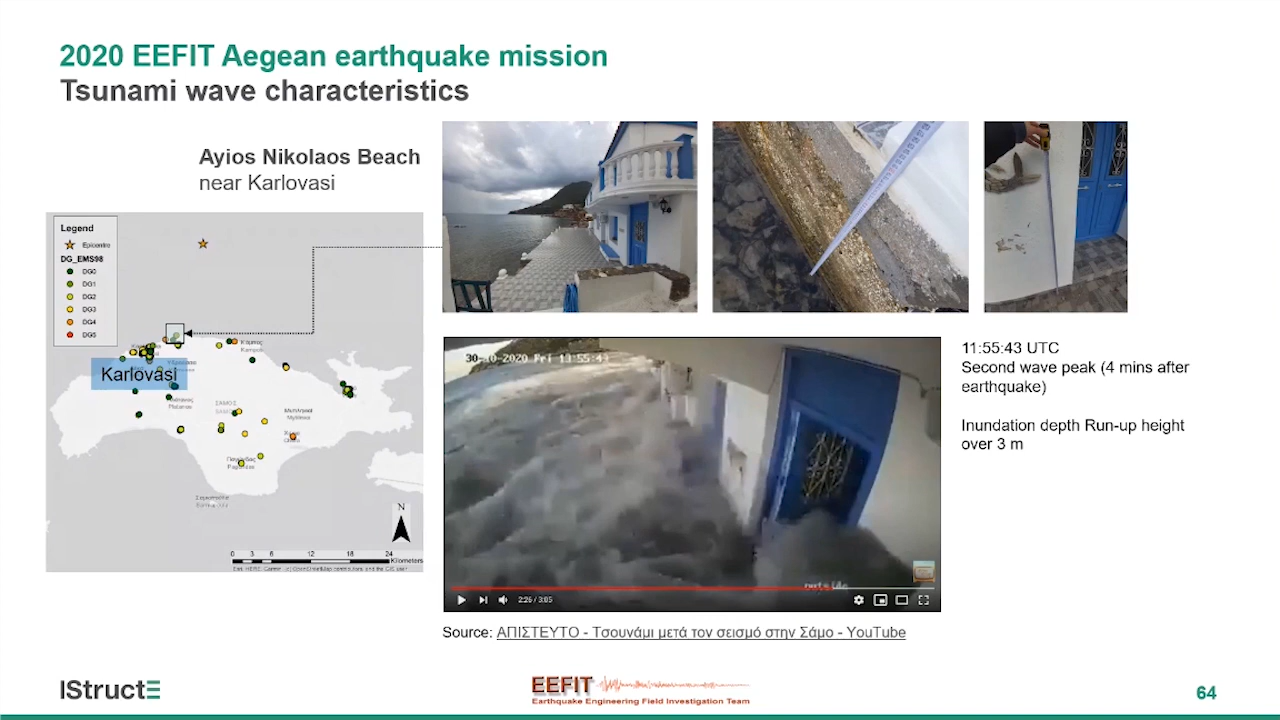 2020 EEFIT Aegean earthquake mission
Tsunami wave characteristics
Ayios Nikolaos Beach
near Karlovasi
Legend
Epicentre
DG_EMS98
DG0
DG1
DG2
DG3
DG4
DG5
Karlovasi
ΣΑΜΟΣ
N
0 3 6 12 18 24
Kilometers
30-10-2020 Fri 13:55:43
2:26 / 3:05
11:55:43 UTC
Second wave peak (4 mins after
earthquake)
Inundation depth Run-up height
over 3 m
Source: ΑΠΙΣΤΕΥΤΟ - Τσουνάμι μετά τον σεισμό στην Σάμο - YouTube
IStructE
EEFIT
Earthquake Engineering Field Investigation Team
64